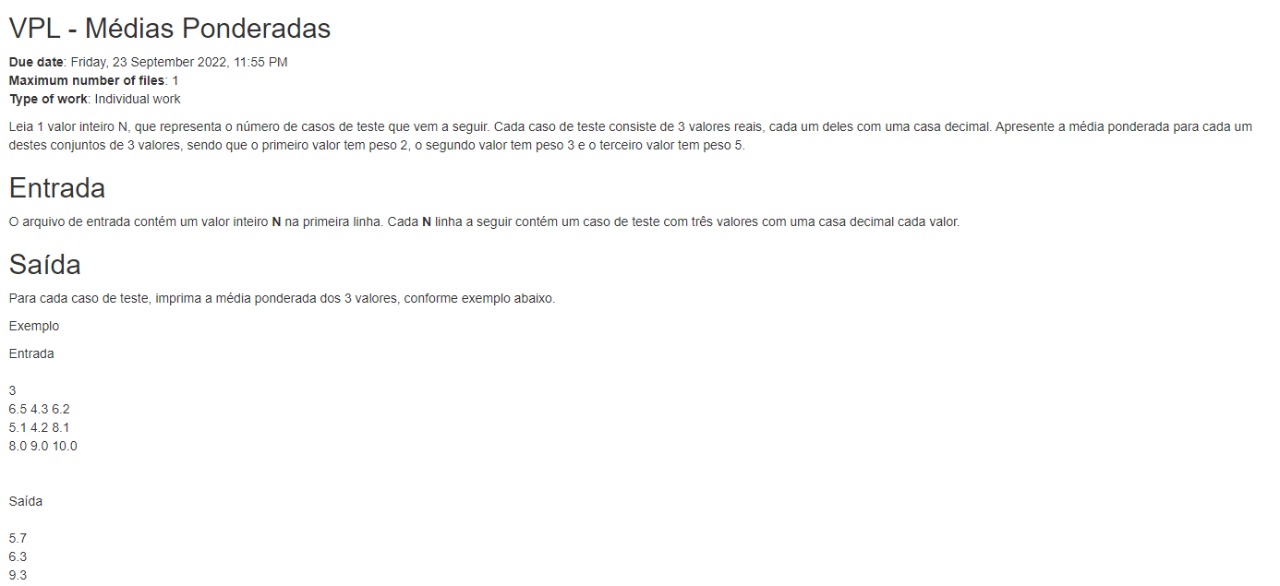 VPL - Médias Ponderadas
Due date: Friday, 23 September 2022, 11:55 PM
Maximum number of files: 1
Type of work: Individual work
Leia 1 valor inteiro N, que representa o número de casos de teste que vem a seguir. Cada caso de teste consiste de 3 valores reais, cada um deles com uma casa decimal. Apresente a média ponderada para cada um
destes conjuntos de 3 valores, sendo que o primeiro valor tem peso 2, o segundo valor tem peso 3 e o terceiro valor tem peso 5.
Entrada
O arquivo de entrada contém um valor inteiro N na primeira linha. Cada N linha a seguir contém um caso de teste com três valores com uma casa decimal cada valor.
Saída
Para cada caso de teste, imprima a média ponderada dos 3 valores, conforme exemplo abaixo.
Exemplo
Entrada
3
6.5 4.3 6.2
5.1 4.2 8.1
8.0 9.0 10.0
Saída
5.7
6.3
9.3